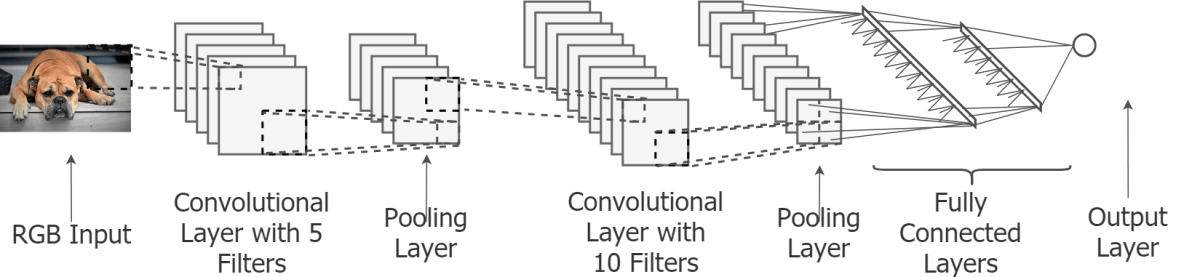 RGB Input
Convolutional
Layer with 5
Filters
Pooling
Layer
Convolutional
Layer with
10 Filters
Pooling
Layer
Fully
Connected
Layers
Output
Layer